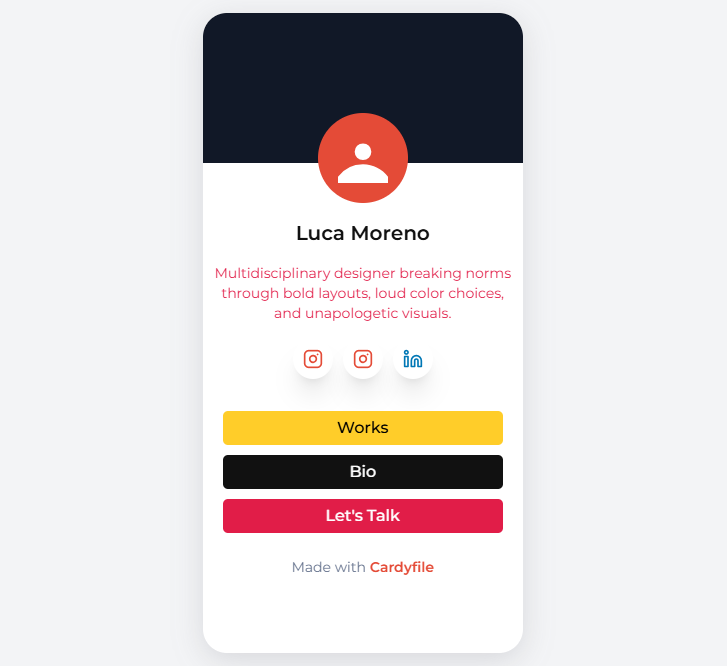 Luca Moreno
Multidisciplinary designer breaking norms
through bold layouts, loud color choices,
and unapologetic visuals.
Works
Bio
Let's Talk
Made with Cardyfile